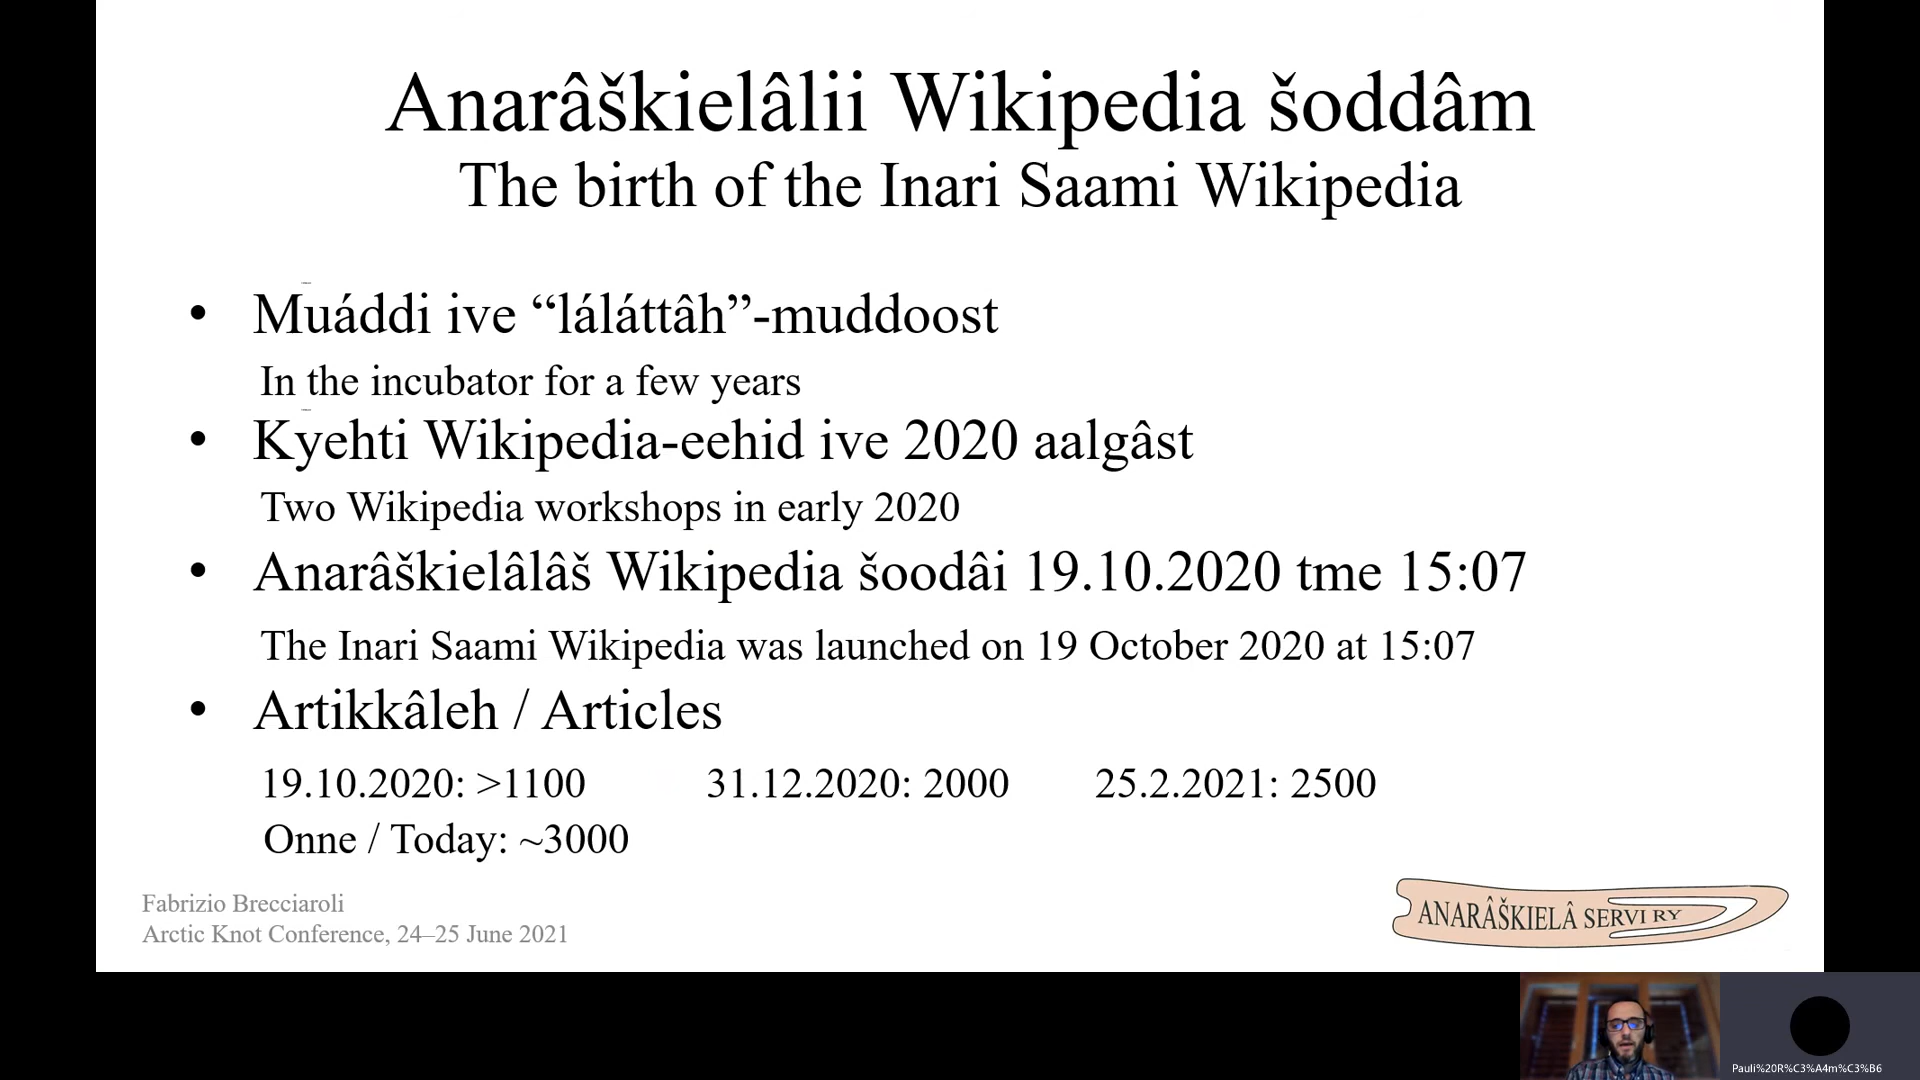 Anarâškielâlii Wikipedia šoddâm
The birth of the Inari Saami Wikipedia
• Muáddi ive “láláttâh”-muddoost
In the incubator for a few years
• Kyehti Wikipedia-eehid ive 2020 aalgâst
Two Wikipedia workshops in early 2020
• Anarâškielâlâš Wikipedia šoodâi 19.10.2020 tme 15:07
The Inari Saami Wikipedia was launched on 19 October 2020 at 15:07
• Artikkâleh / Articles
19.10.2020: >1100 31.12.2020: 2000 25.2.2021: 2500
Onne / Today: ~3000
Fabrizio Brecciaroli
Arctic Knot Conference, 24–25 June 2021
ANARÂŠKIELÂ SERVI RY
Pauli%20R%C3%A4m%C3%B6